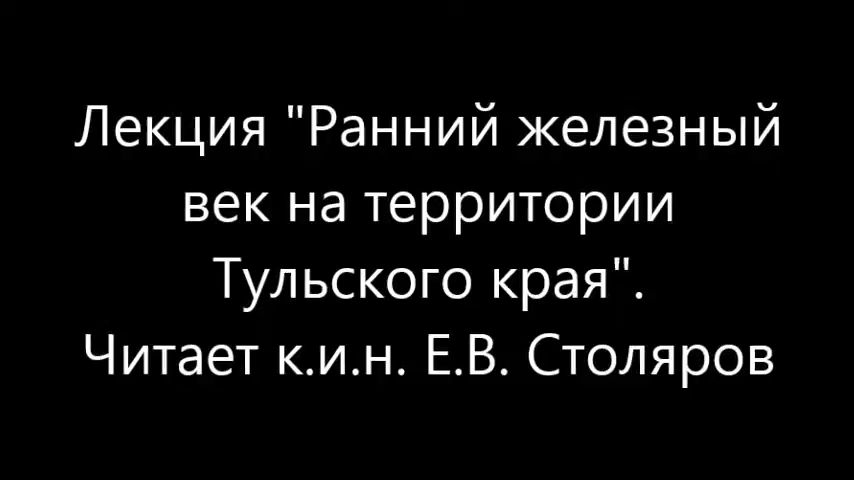 Лекция "Ранний железный
век на территории
Тульского края".
Читает к.и.н. Е.В. Столяров